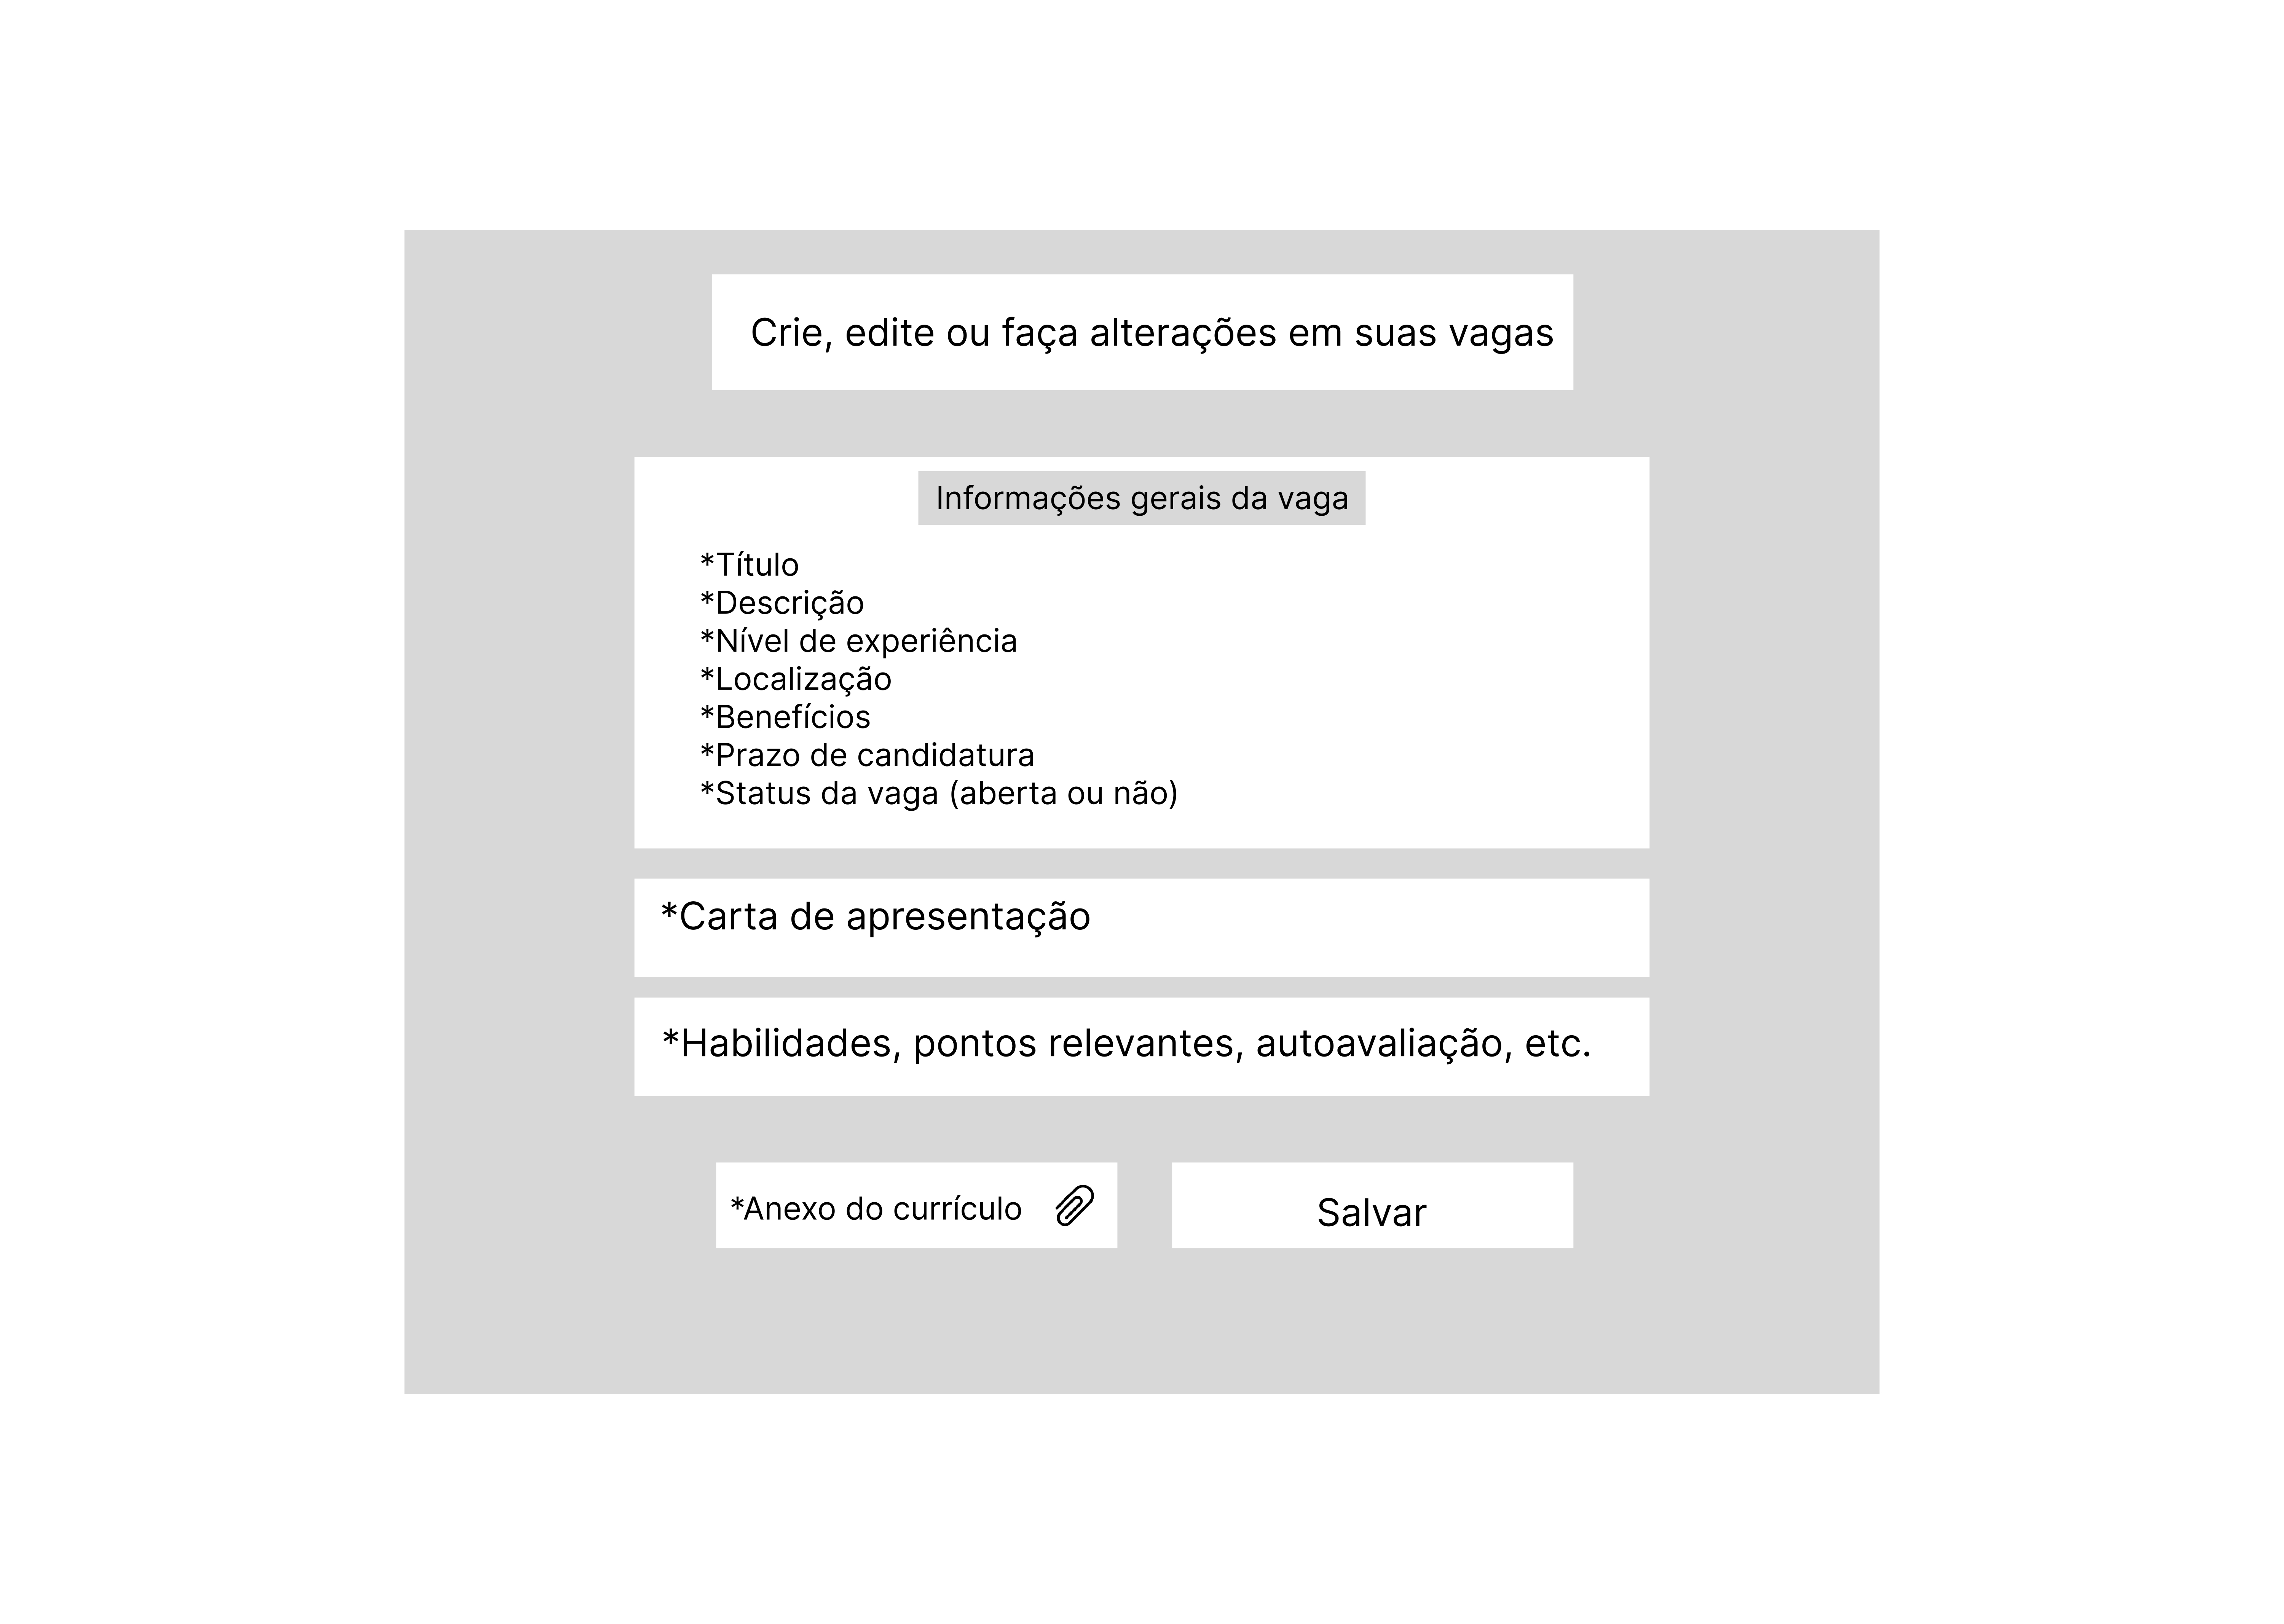 Crie, edite ou faça alterações em suas vagas
Informações gerais da vaga
*Título
*Descrição
*Nível de experiência
*Localização
*Benefícios
*Prazo de candidatura
*Status da vaga (aberta ou não)
*Carta de apresentação
*Habilidades, pontos relevantes, autoavaliação, etc.
*Anexo do currículo
Salvar